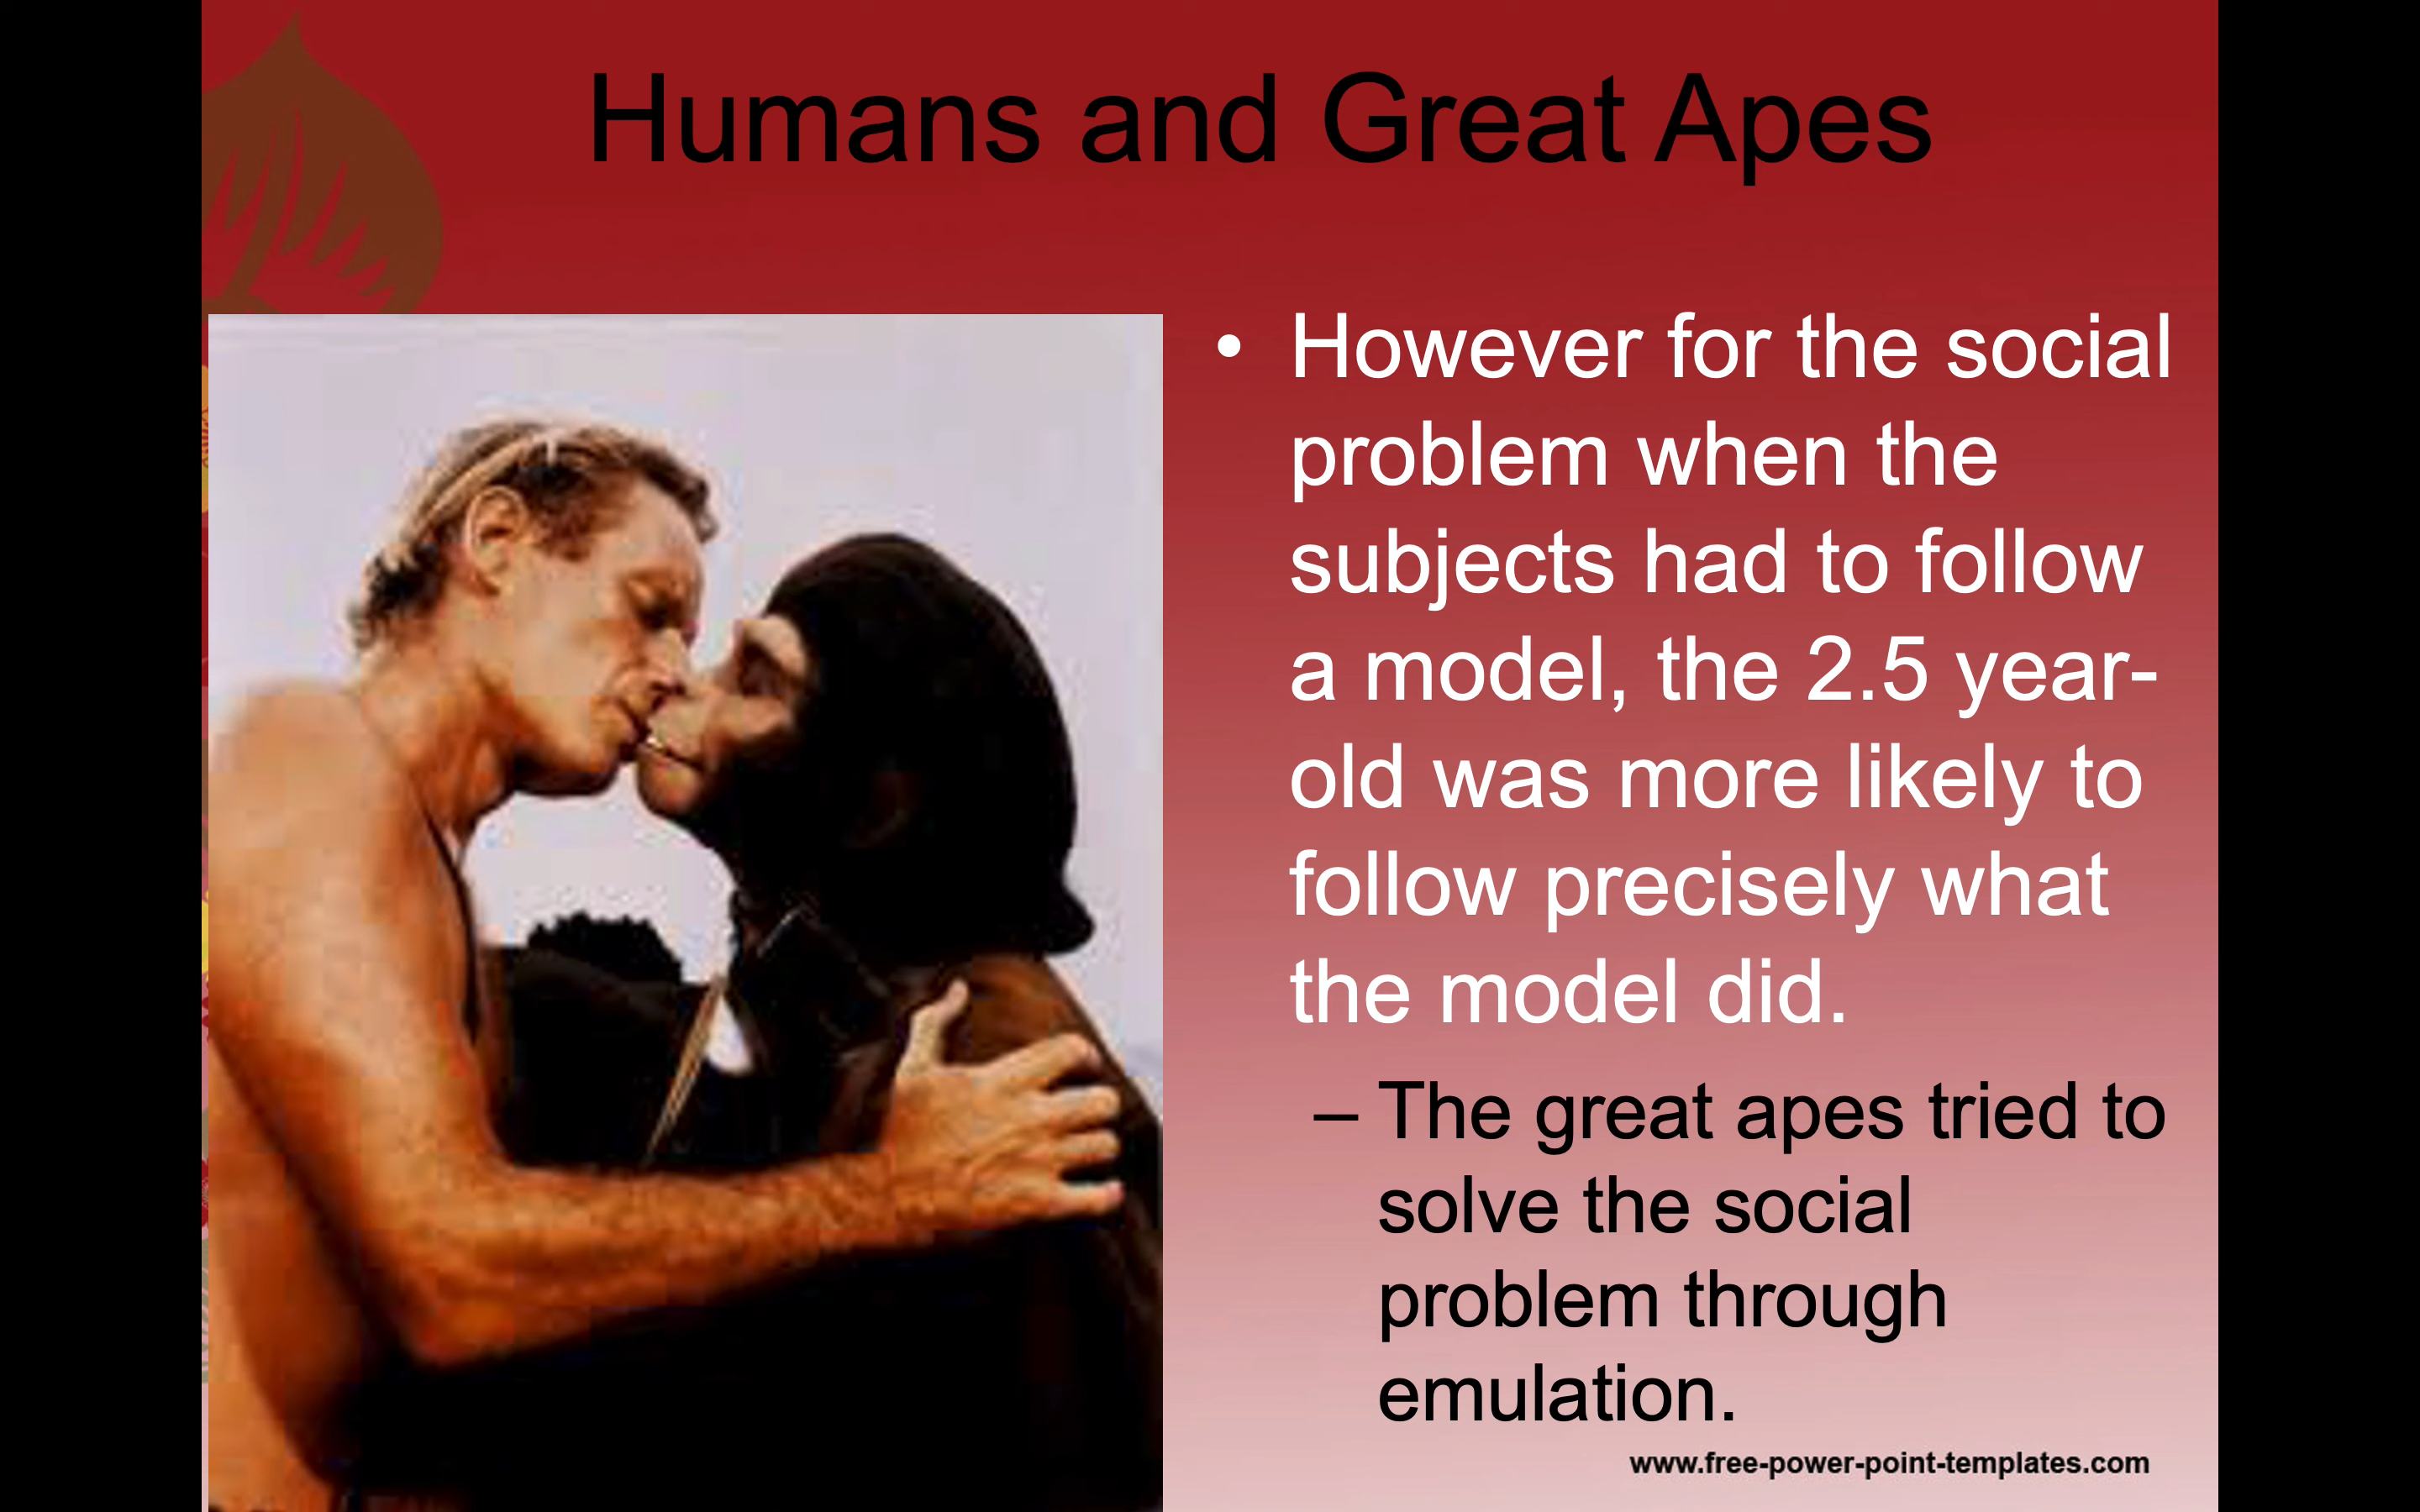 Humans and Great Apes
• However for the social
problem when the
subjects had to follow
a model, the 2.5 year-
old was more likely to
follow precisely what
the model did.
– The great apes tried to
solve the social
problem through
emulation.
www.free-power-point-templates.com